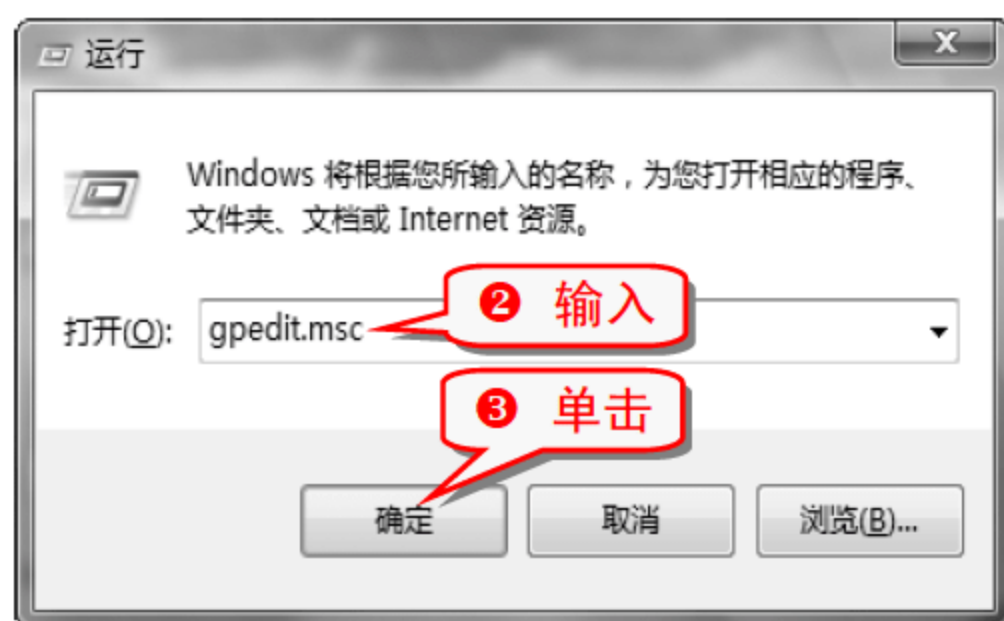 运行
Windows 将根据您所输入的名称，为您打开相应的程序、
文件夹、文档或 Internet 资源。
❷ 输入
打开(O): gpedit.msc
❸ 单击
确定 取消 浏览(B)...